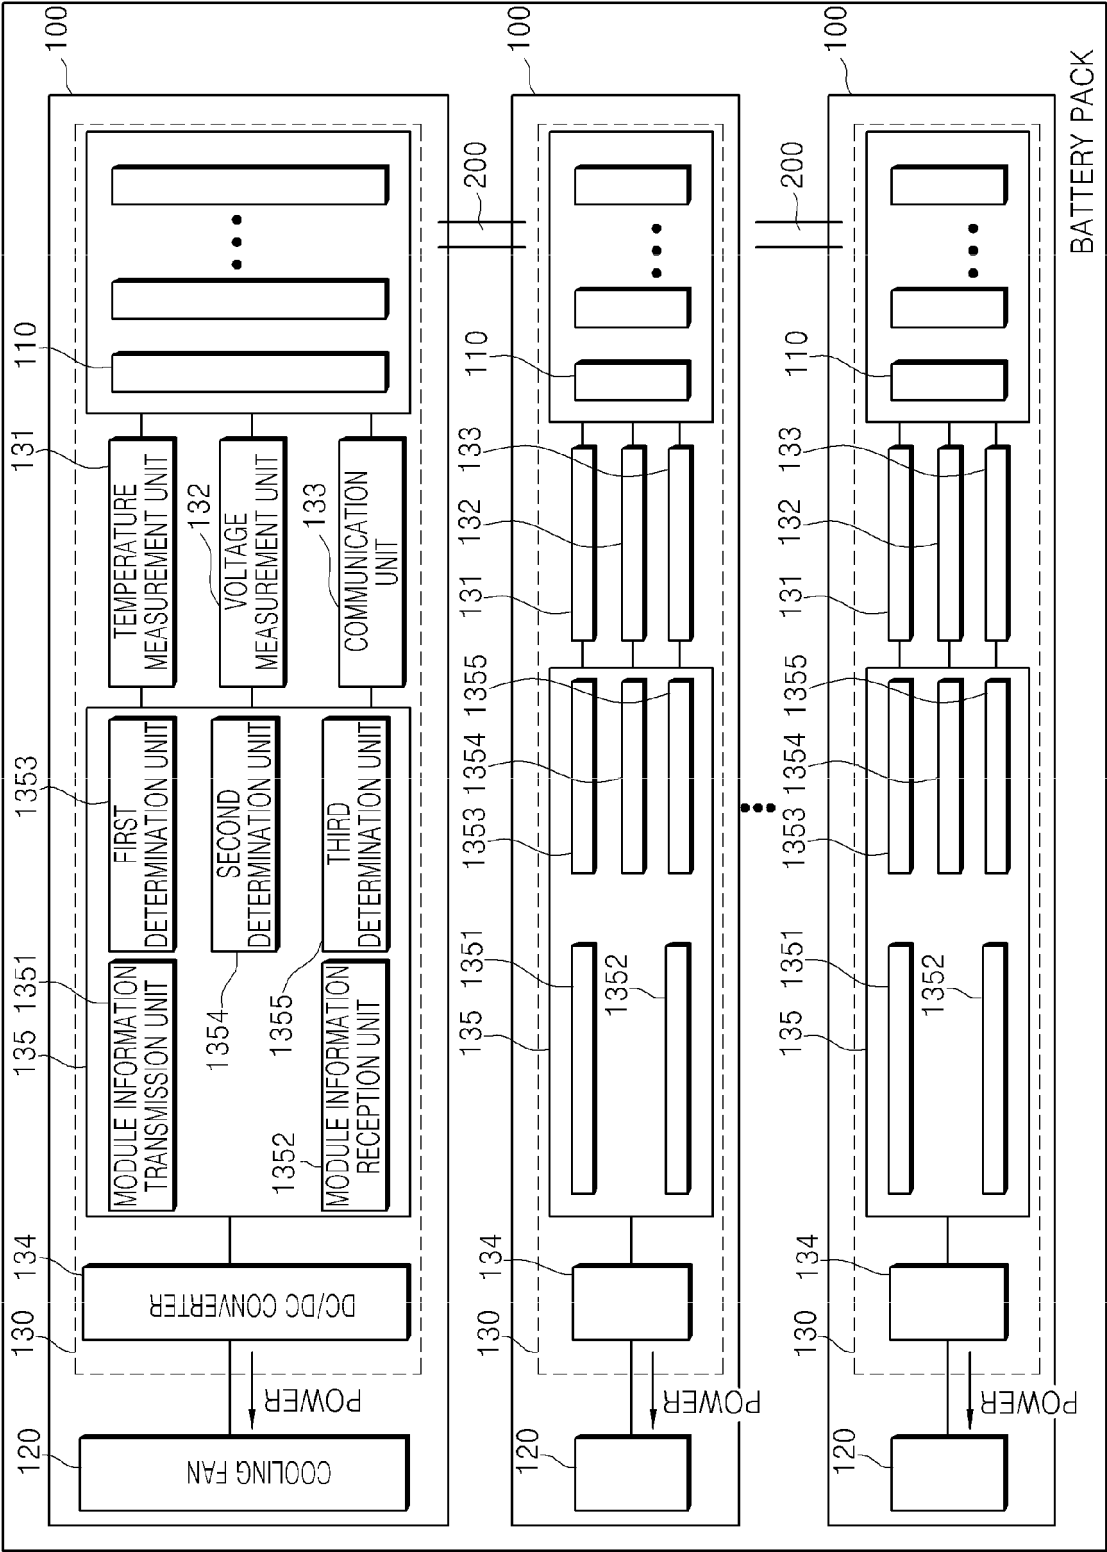 100
110
131
TEMPERATURE
MEASUREMENT UNIT
132
VOLTAGE
MEASUREMENT UNIT
133
COMMUNICATION
UNIT
1353
FIRST
DETERMINATION UNIT
SECOND
DETERMINATION UNIT
1354
THIRD
DETERMINATION UNIT
1355
135
1351
MODULE INFORMATION
TRANSMISSION UNIT
1352
MODULE INFORMATION
RECEPTION UNIT
134
DC/DC CONVERTER
130
POWER
120
COOLING FAN
200
100
110
131
132
133
1353
1354
1355
135
1351
1352
134
130
POWER
120
200
100
110
131
132
133
1353
1354
1355
135
1351
1352
134
130
POWER
120
BATTERY PACK